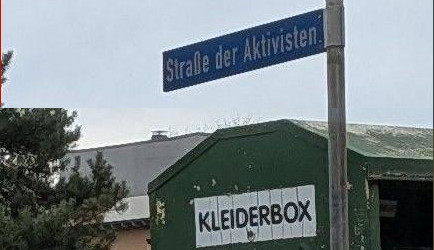 Straße der Aktivisten
KLEIDERBOX